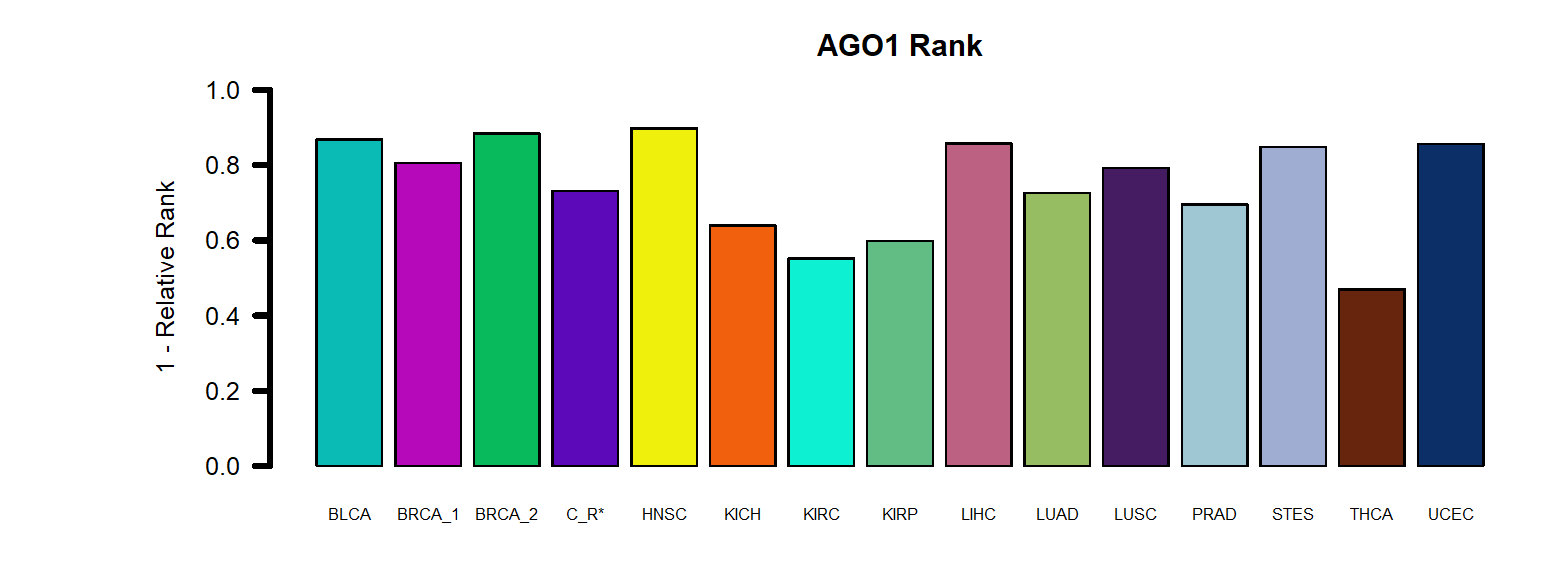 AGO1 Rank
1 - Relative Rank
1.0
0.8
0.6
0.4
0.2
0.0
BLCA BRCA_1 BRCA_2 C_R* HNSC KICH KIRC KIRP LIHC LUAD LUSC PRAD STES THCA UCEC